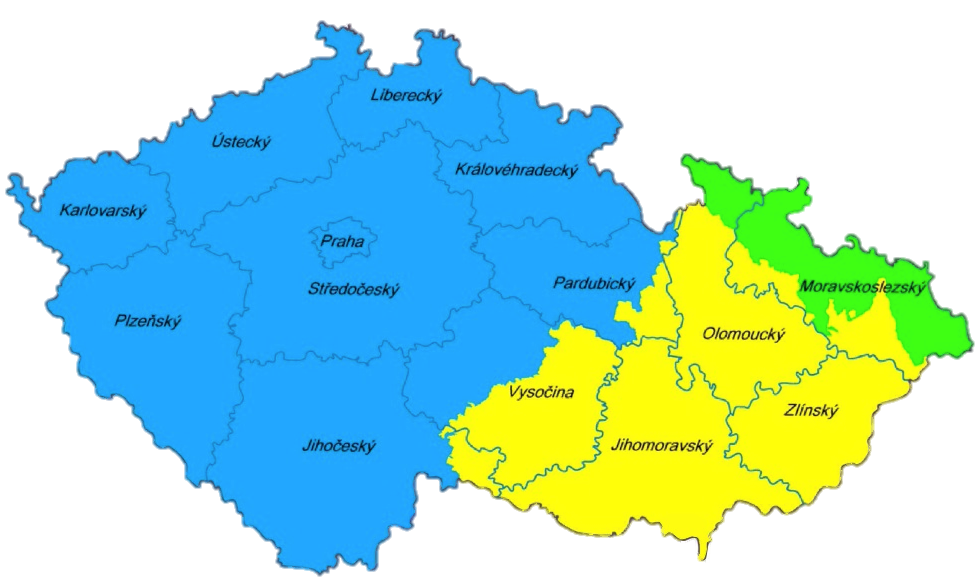 Liberecký
Ústecký
Královéhradecký
Karlovarský
Praha
Pardubický
Středočeský
Moravskoslezský
Plzeňský
Olomoucký
Vysočina
Zlínský
Jihočeský
Jihomoravský